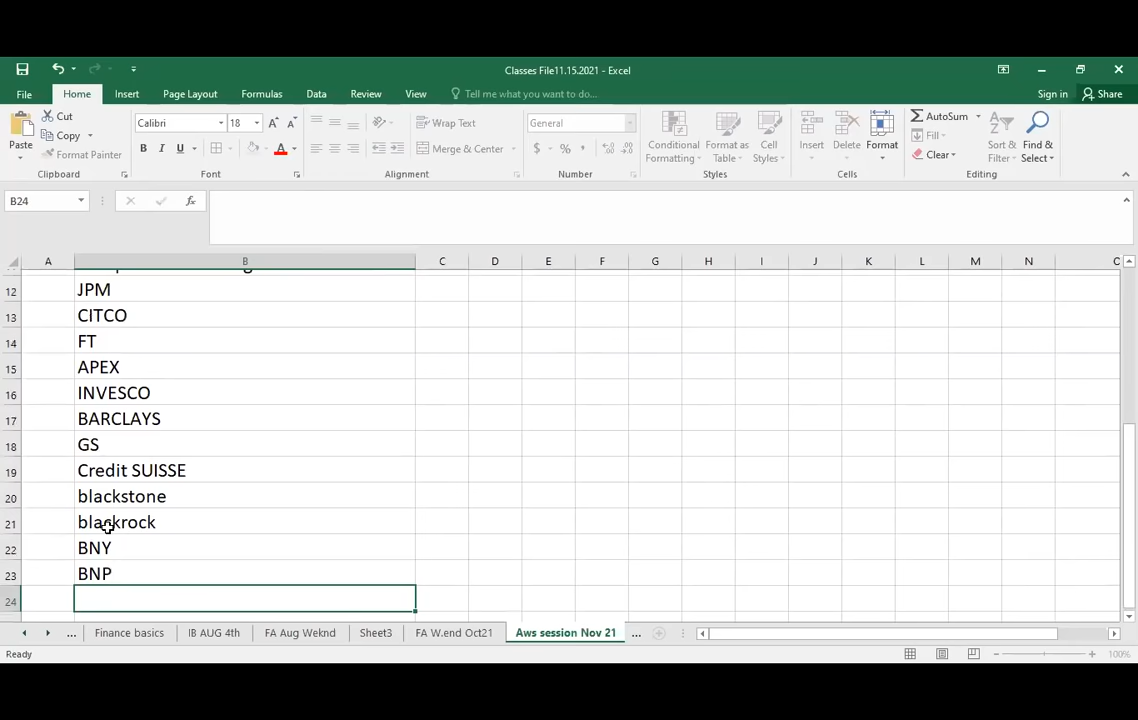 Classes File11.15.2021 - Excel
File Home Insert Page Layout Formulas Data Review View Tell me what you want to do... Sign in Share
Paste Cut Copy Format Painter Clipboard
Calibri 18 B I U A Font
Wrap Text Merge & Center Alignment
General $ % Number
Conditional Formatting Format as Table Cell Styles Styles
Insert Delete Format Cells
AutoSum Fill Clear Sort & Filter Find & Select Editing
B24 fx
A B C D E F G H I J K L M N
12 JPM
13 CITCO
14 FT
15 APEX
16 INVESCO
17 BARCLAYS
18 GS
19 Credit SUISSE
20 blackstone
21 blackrock
22 BNY
23 BNP
24
... Finance basics IB AUG 4th FA Aug Weknd Sheet3 FA W.end Oct21 Aws session Nov 21 ...
Ready 100%